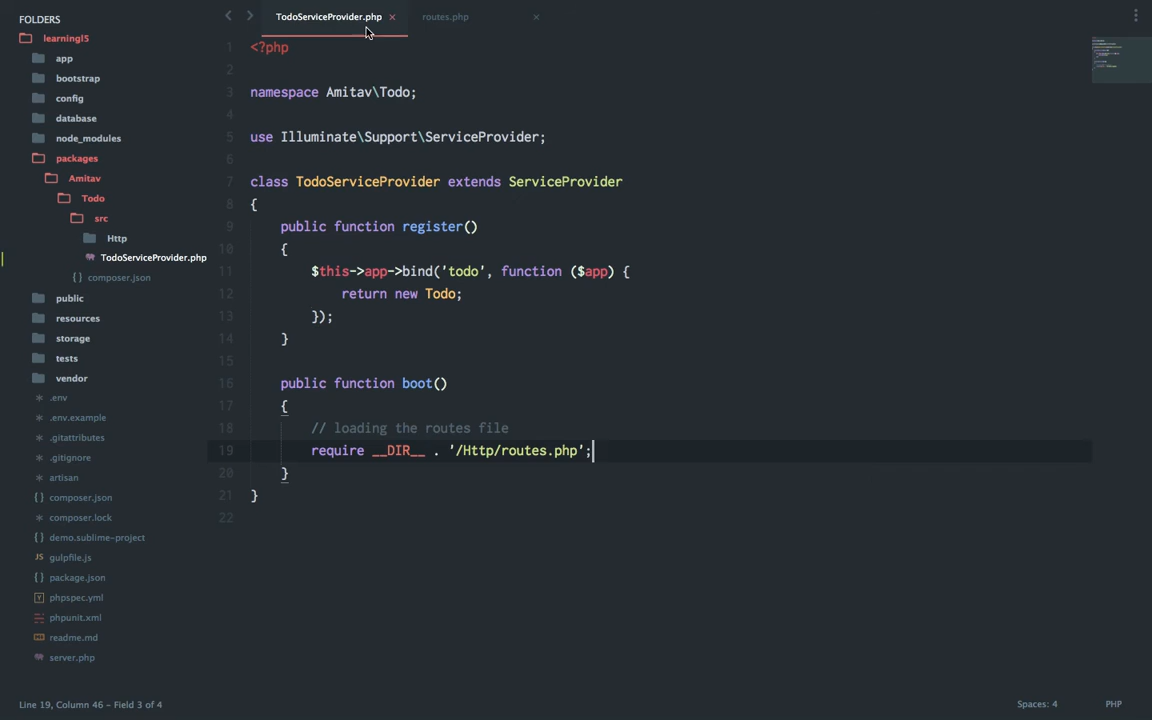 FOLDERS
learningl5
app
bootstrap
config
database
node_modules
packages
Amitav
Todo
src
Http
TodoServiceProvider.php
{} composer.json
public
resources
storage
tests
vendor
* .env
* .env.example
* .gitattributes
* .gitignore
* artisan
{} composer.json
* composer.lock
{} demo.sublime-project
JS gulpfile.js
{} package.json
Y phpspec.yml
phpunit.xml
readme.md
server.php
TodoServiceProvider.php ×
routes.php ×
1 <?php
2
3 namespace Amitav\Todo;
4
5 use Illuminate\Support\ServiceProvider;
6
7 class TodoServiceProvider extends ServiceProvider
8 {
9 public function register()
10 {
11 $this->app->bind('todo', function ($app) {
12 return new Todo;
13 });
14 }
15
16 public function boot()
17 {
18 // loading the routes file
19 require __DIR__ . '/Http/routes.php';
20 }
21 }
22
Line 19, Column 46 – Field 3 of 4
Spaces: 4
PHP